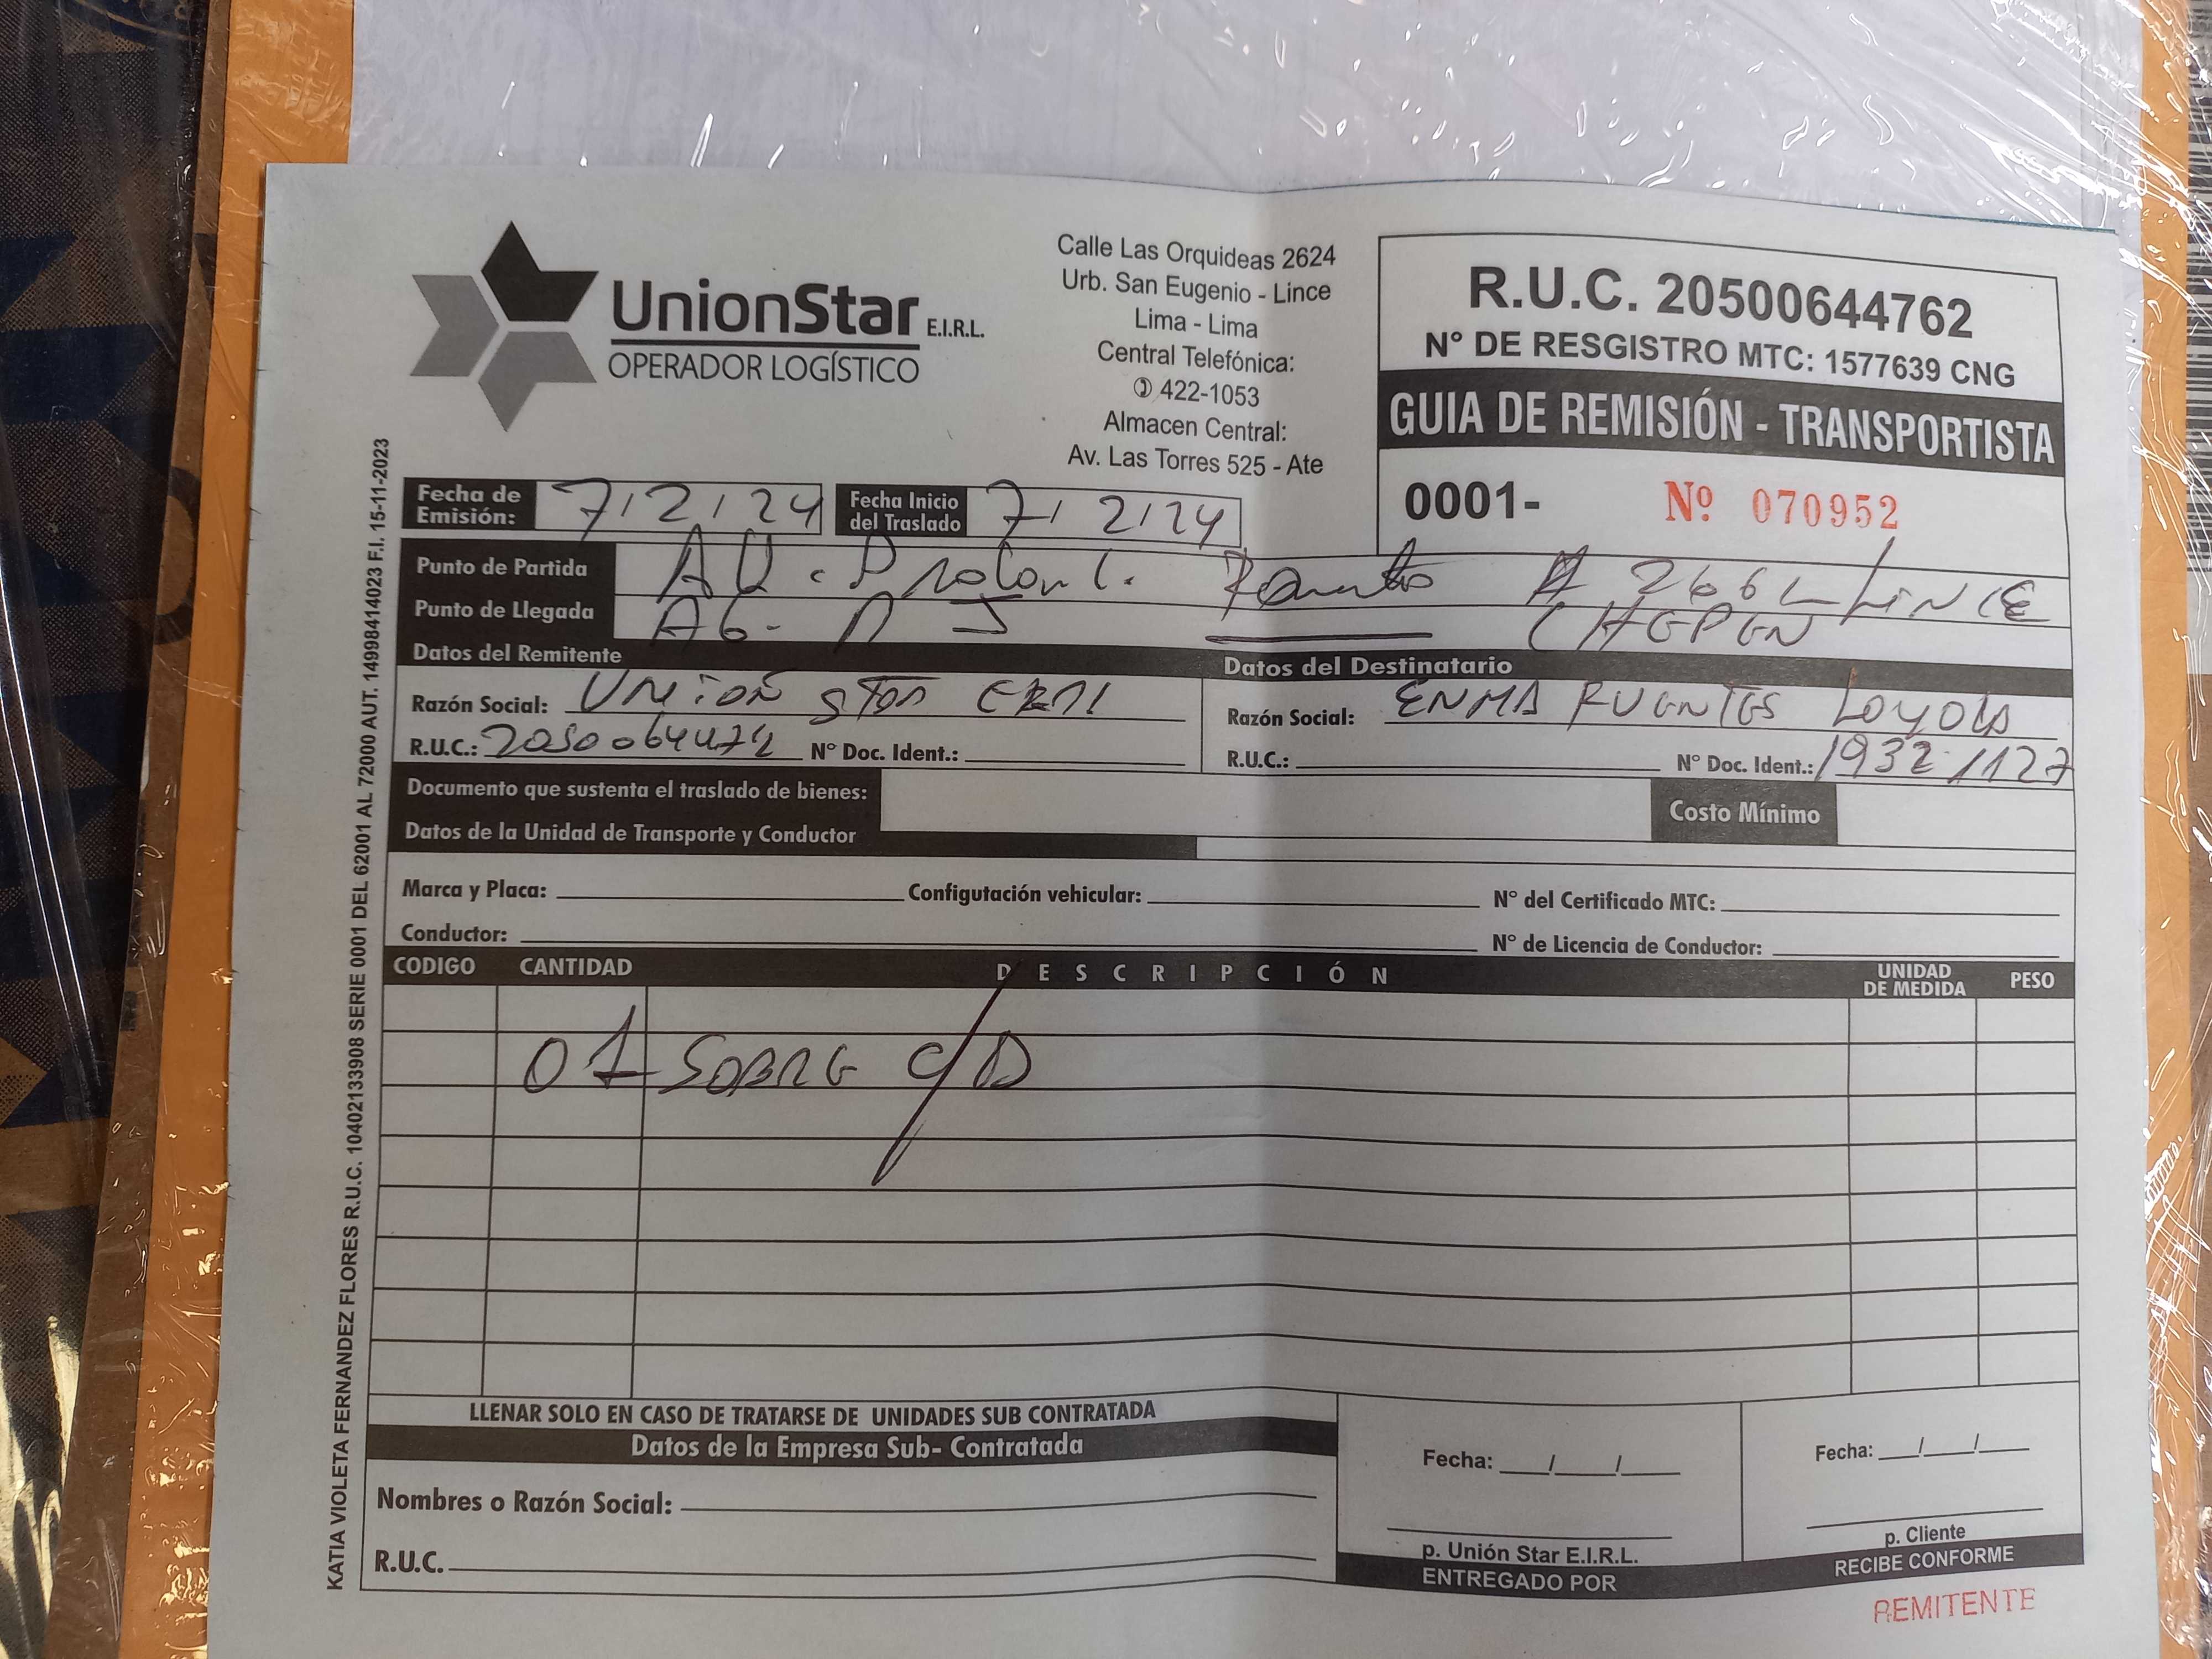 UnionStar E.I.R.L.
OPERADOR LOGÍSTICO
Calle Las Orquideas 2624
Urb. San Eugenio - Lince
Lima - Lima
Central Telefónica:
422-1053
Almacen Central:
Av. Las Torres 525 - Ate
R.U.C. 20500644762
N° DE RESGISTRO MTC: 1577639 CNG
GUIA DE REMISIÓN - TRANSPORTISTA
0001- Nº 070952
Fecha de Emisión: 7/2/24 Fecha Inicio del Traslado 7/2/24
Punto de Partida AV. LINCE
Punto de Llegada AG. CHEPEN
Datos del Remitente Datos del Destinatario
Razón Social: UNION STAR EIRL Razón Social: ENMA FUENTES LOYOLA
R.U.C.: N° Doc. Ident.: R.U.C.: N° Doc. Ident.: 19321127
Documento que sustenta el traslado de bienes: Costo Mínimo
Datos de la Unidad de Transporte y Conductor
Marca y Placa: Configutación vehicular: N° del Certificado MTC:
Conductor: N° de Licencia de Conductor:
CODIGO CANTIDAD DESCRIPCIÓN UNIDAD DE MEDIDA PESO
01 SOBRE C/D
LLENAR SOLO EN CASO DE TRATARSE DE UNIDADES SUB CONTRATADA
Datos de la Empresa Sub- Contratada
Nombres o Razón Social:
R.U.C.
Fecha: / /
p. Unión Star E.I.R.L.
ENTREGADO POR
Fecha: / /
p. Cliente
RECIBE CONFORME
REMITENTE
KATIA VIOLETA FERNANDEZ FLORES R.U.C. 10402133908 SERIE 0001 DEL 62001 AL 72000 AUT. 14998414023 F.I. 15-11-2023